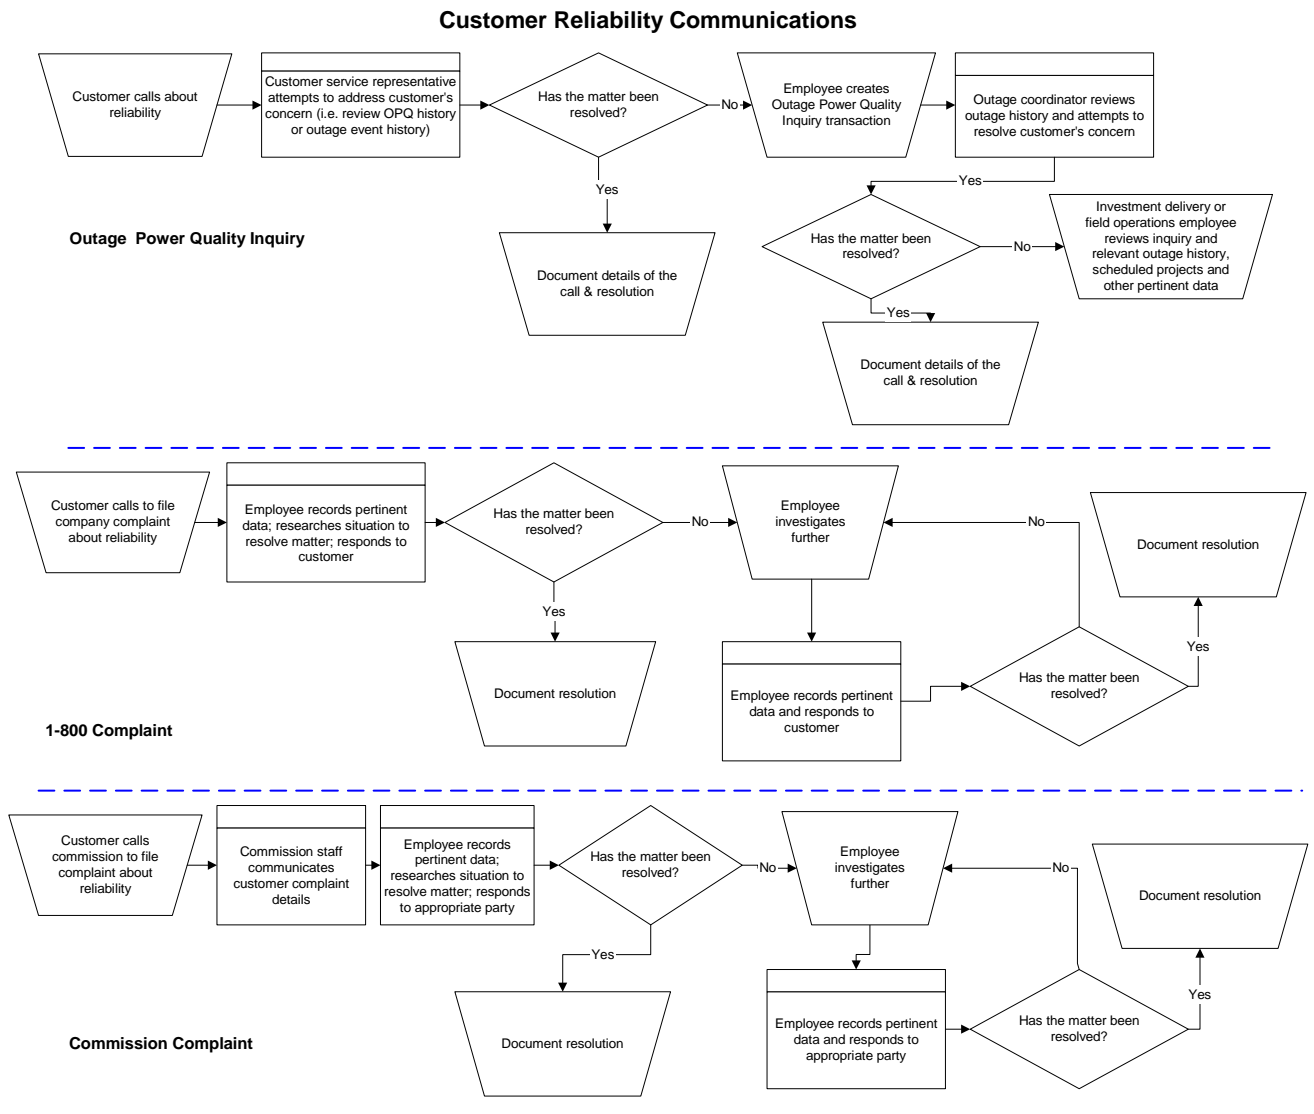 Customer Reliability Communications
Customer calls about
reliability
Customer service representative
attempts to address customer's
concern (i.e. review OPQ history
or outage event history)
Has the matter been
resolved?
No
Employee creates
Outage Power Quality
Inquiry transaction
Outage coordinator reviews
outage history and attempts to
resolve customer's concern
Yes
Yes
Outage  Power Quality Inquiry
Document details of the
call & resolution
Has the matter been
resolved?
No
Investment delivery or
field operations employee
reviews inquiry and
relevant outage history,
scheduled projects and
other pertinent data
Yes
Document details of the
call & resolution
Customer calls to file
company complaint
about reliability
Employee records pertinent
data; researches situation to
resolve matter; responds to
customer
Has the matter been
resolved?
No
Employee
investigates
further
No
Document resolution
Yes
Document resolution
Employee records pertinent
data and responds to
customer
Has the matter been
resolved?
Yes
1-800 Complaint
Customer calls
commission to file
complaint about
reliability
Commission staff
communicates
customer complaint
details
Employee records
pertinent data;
researches situation to
resolve matter; responds
to appropriate party
Has the matter been
resolved?
No
Employee
investigates
further
No
Document resolution
Yes
Document resolution
Employee records pertinent
data and responds to
appropriate party
Has the matter been
resolved?
Yes
Commission Complaint